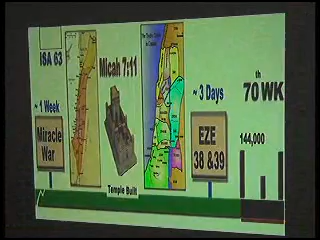 ISA 63
~ 1 Week
Miracle
War
Micah 7:11
Temple Built
~ 3 Days
EZE
38 &39
th
70 WK
144,000